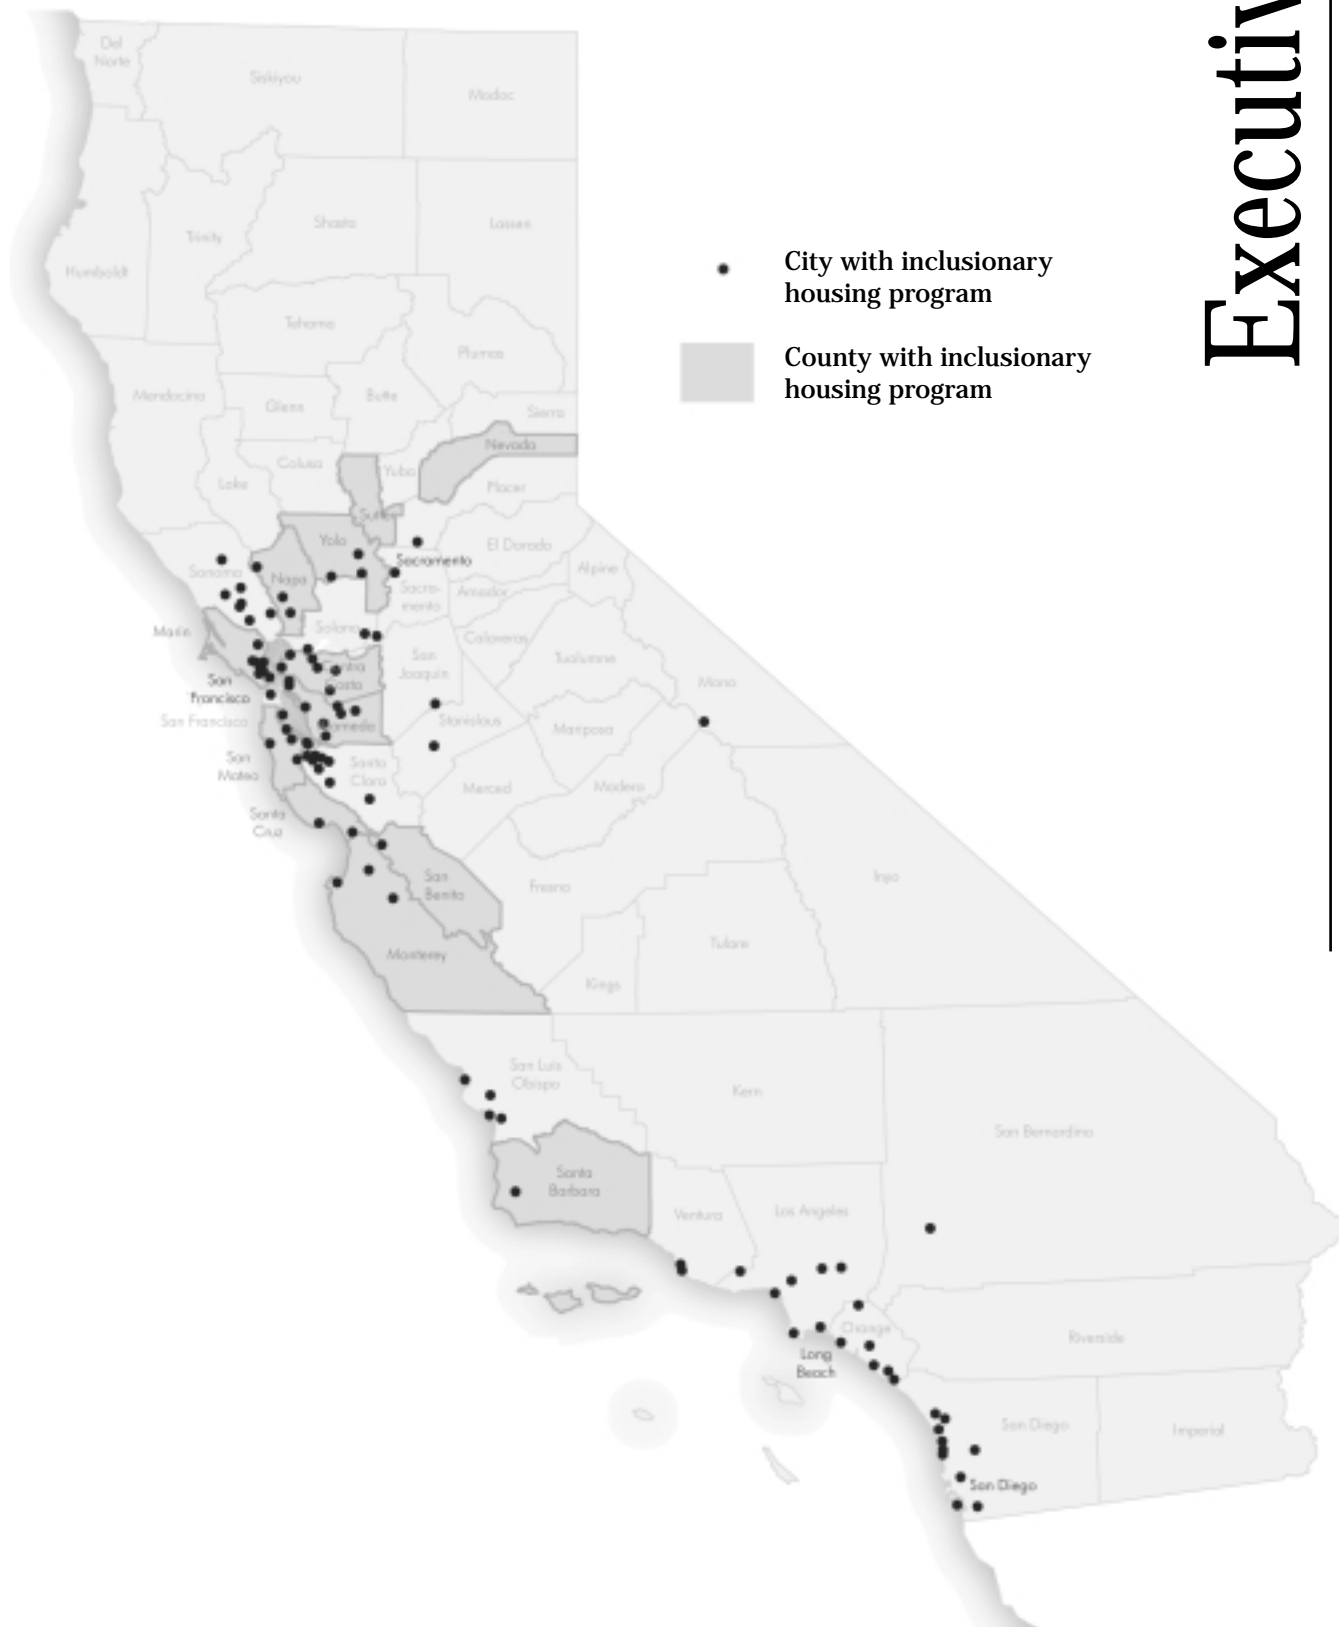 Executiv
Del
Norte
Siskiyou
Modoc
Shasta
Lassen
Trinity
Humboldt
City with inclusionary
housing program
Tehama
Plumas
County with inclusionary
housing program
Mendocino
Glenn
Butte
Sierra
Nevada
Colusa
Yuba
Lake
Placer
Sutter
Yolo
El Dorado
Sacramento
Sonoma
Napa
Alpine
Sacra-
mento
Amador
Marin
Solano
Calaveras
San
Joaquin
Tuolumne
Contra
Costa
San
Francisco
Mono
San Francisco
Stanislaus
Mariposa
Alameda
San
Mateo
Santa
Clara
Merced
Madera
Santa
Cruz
San
Benito
Fresno
Inyo
Tulare
Monterey
Kings
San Luis
Obispo
Kern
San Bernardino
Santa
Barbara
Ventura
Los Angeles
Orange
Riverside
Long
Beach
San Diego
Imperial
San Diego